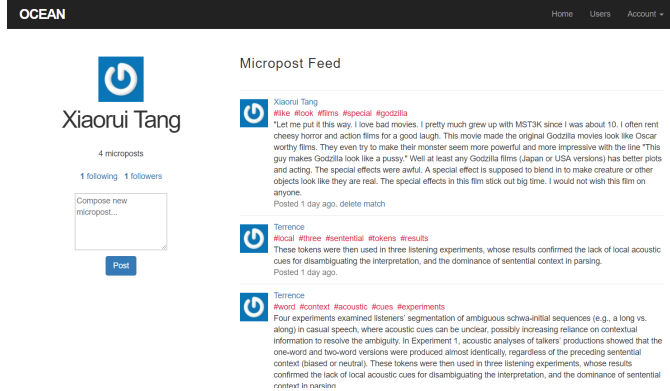 OCEAN
Home Users Account
Xiaorui Tang
4 microposts
1 following 1 followers
Compose new
micropost...
Post
Micropost Feed
Xiaorui Tang
#like #look #films #special #godzilla
"Let me put it this way. I love bad movies. I pretty much grew up with MST3K since I was about 10. I often rent
cheesy horror and action films for a good laugh. This movie made the original Godzilla movies look like Oscar
worthy films. They even try to make their monster seem more powerful and more impressive with the line "This
guy makes Godzilla look like a pussy." Well at least any Godzilla films (Japan or USA versions) has better plots
and acting. The special effects were awful. A special effect is supposed to blend in to make creature or other
objects look like they are real. The special effects in this film stick out big time. I would not wish this film on
anyone.
Posted 1 day ago. delete match
Terrence
#local #three #sentential #tokens #results
These tokens were then used in three listening experiments, whose results confirmed the lack of local acoustic
cues for disambiguating the interpretation, and the dominance of sentential context in parsing.
Posted 1 day ago.
Terrence
#word #context #acoustic #cues #experiments
Four experiments examined listeners' segmentation of ambiguous schwa-initial sequences (e.g., a long vs.
along) in casual speech, where acoustic cues can be unclear, possibly increasing reliance on contextual
information to resolve the ambiguity. In Experiment 1, acoustic analyses of talkers' productions showed that the
one-word and two-word versions were produced almost identically, regardless of the preceding sentential
context (biased or neutral). These tokens were then used in three listening experiments, whose results
confirmed the lack of local acoustic cues for disambiguating the interpretation, and the dominance of sentential
context in parsing.